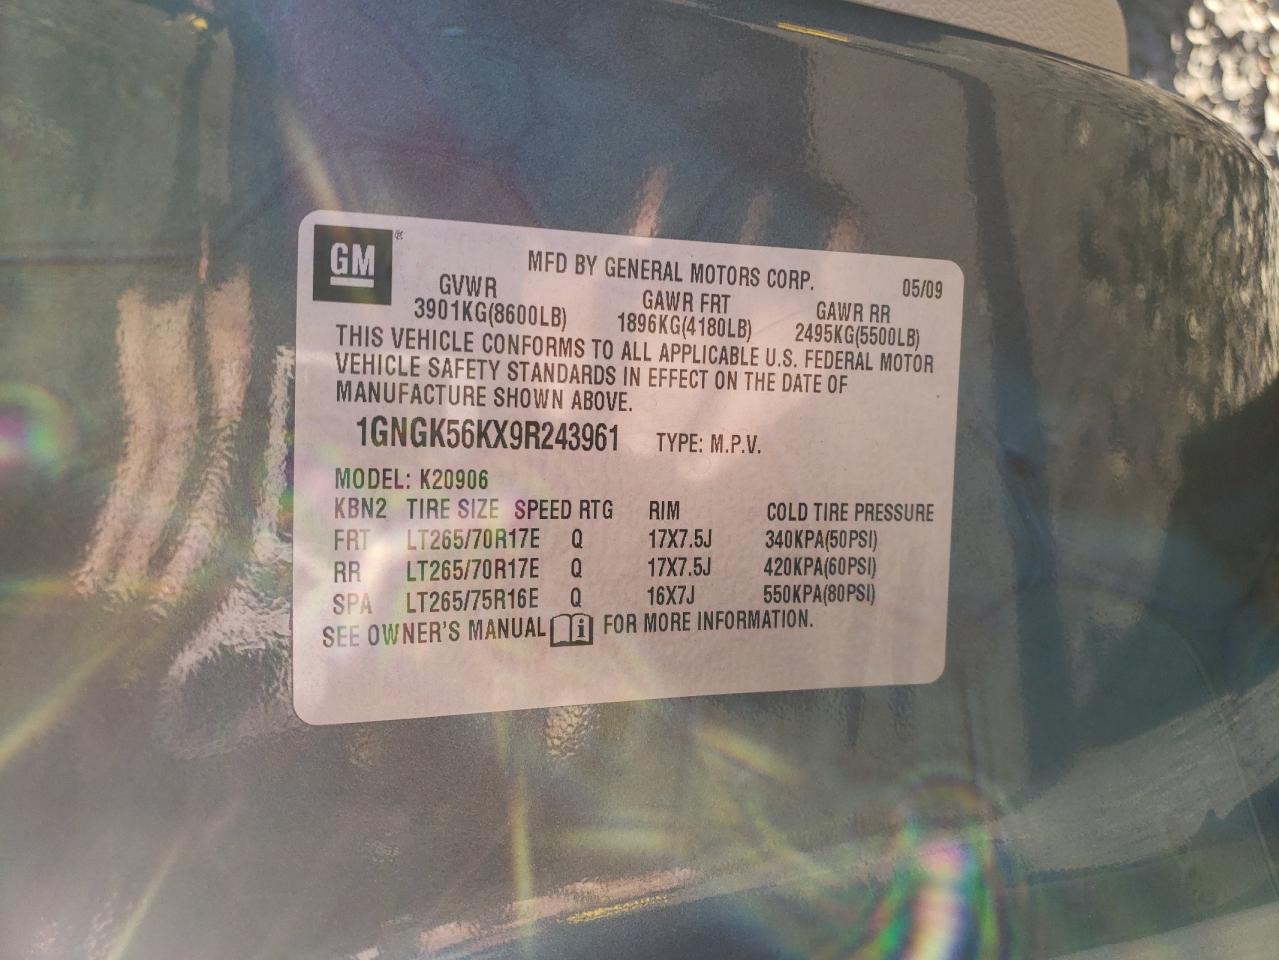 GM ®
MFD BY GENERAL MOTORS CORP. 05/09
GVWR GAWR FRT GAWR RR
3901KG(8600LB) 1896KG(4180LB) 2495KG(5500LB)
THIS VEHICLE CONFORMS TO ALL APPLICABLE U.S. FEDERAL MOTOR
VEHICLE SAFETY STANDARDS IN EFFECT ON THE DATE OF
MANUFACTURE SHOWN ABOVE.
1GNGK56KX9R243961 TYPE: M.P.V.
MODEL: K20906
KBN2 TIRE SIZE SPEED RTG RIM COLD TIRE PRESSURE
FRT LT265/70R17E Q 17X7.5J 340KPA(50PSI)
RR LT265/70R17E Q 17X7.5J 420KPA(60PSI)
SPA LT265/75R16E Q 16X7J 550KPA(80PSI)
SEE OWNER'S MANUAL i FOR MORE INFORMATION.